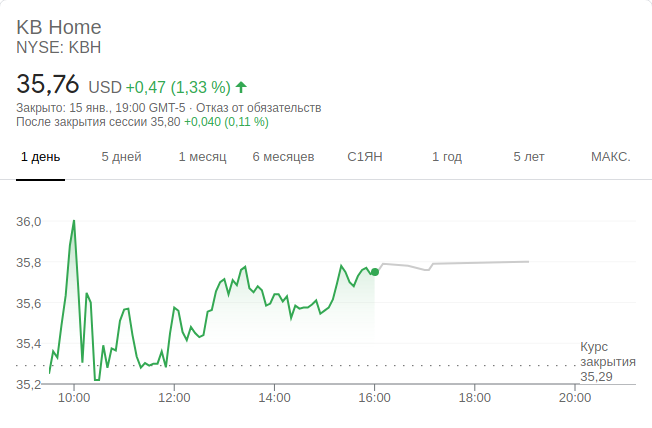 KB Home
NYSE: KBH
35,76 USD +0,47 (1,33 %)
Закрыто: 15 янв., 19:00 GMT-5 · Отказ от обязательств
После закрытия сессии 35,80 +0,040 (0,11 %)
1 день 5 дней 1 месяц 6 месяцев С1ЯН 1 год 5 лет МАКС.
36,0
35,8
35,6
35,4
Курс
закрытия
35,29
35,2
10:00 12:00 14:00 16:00 18:00 20:00